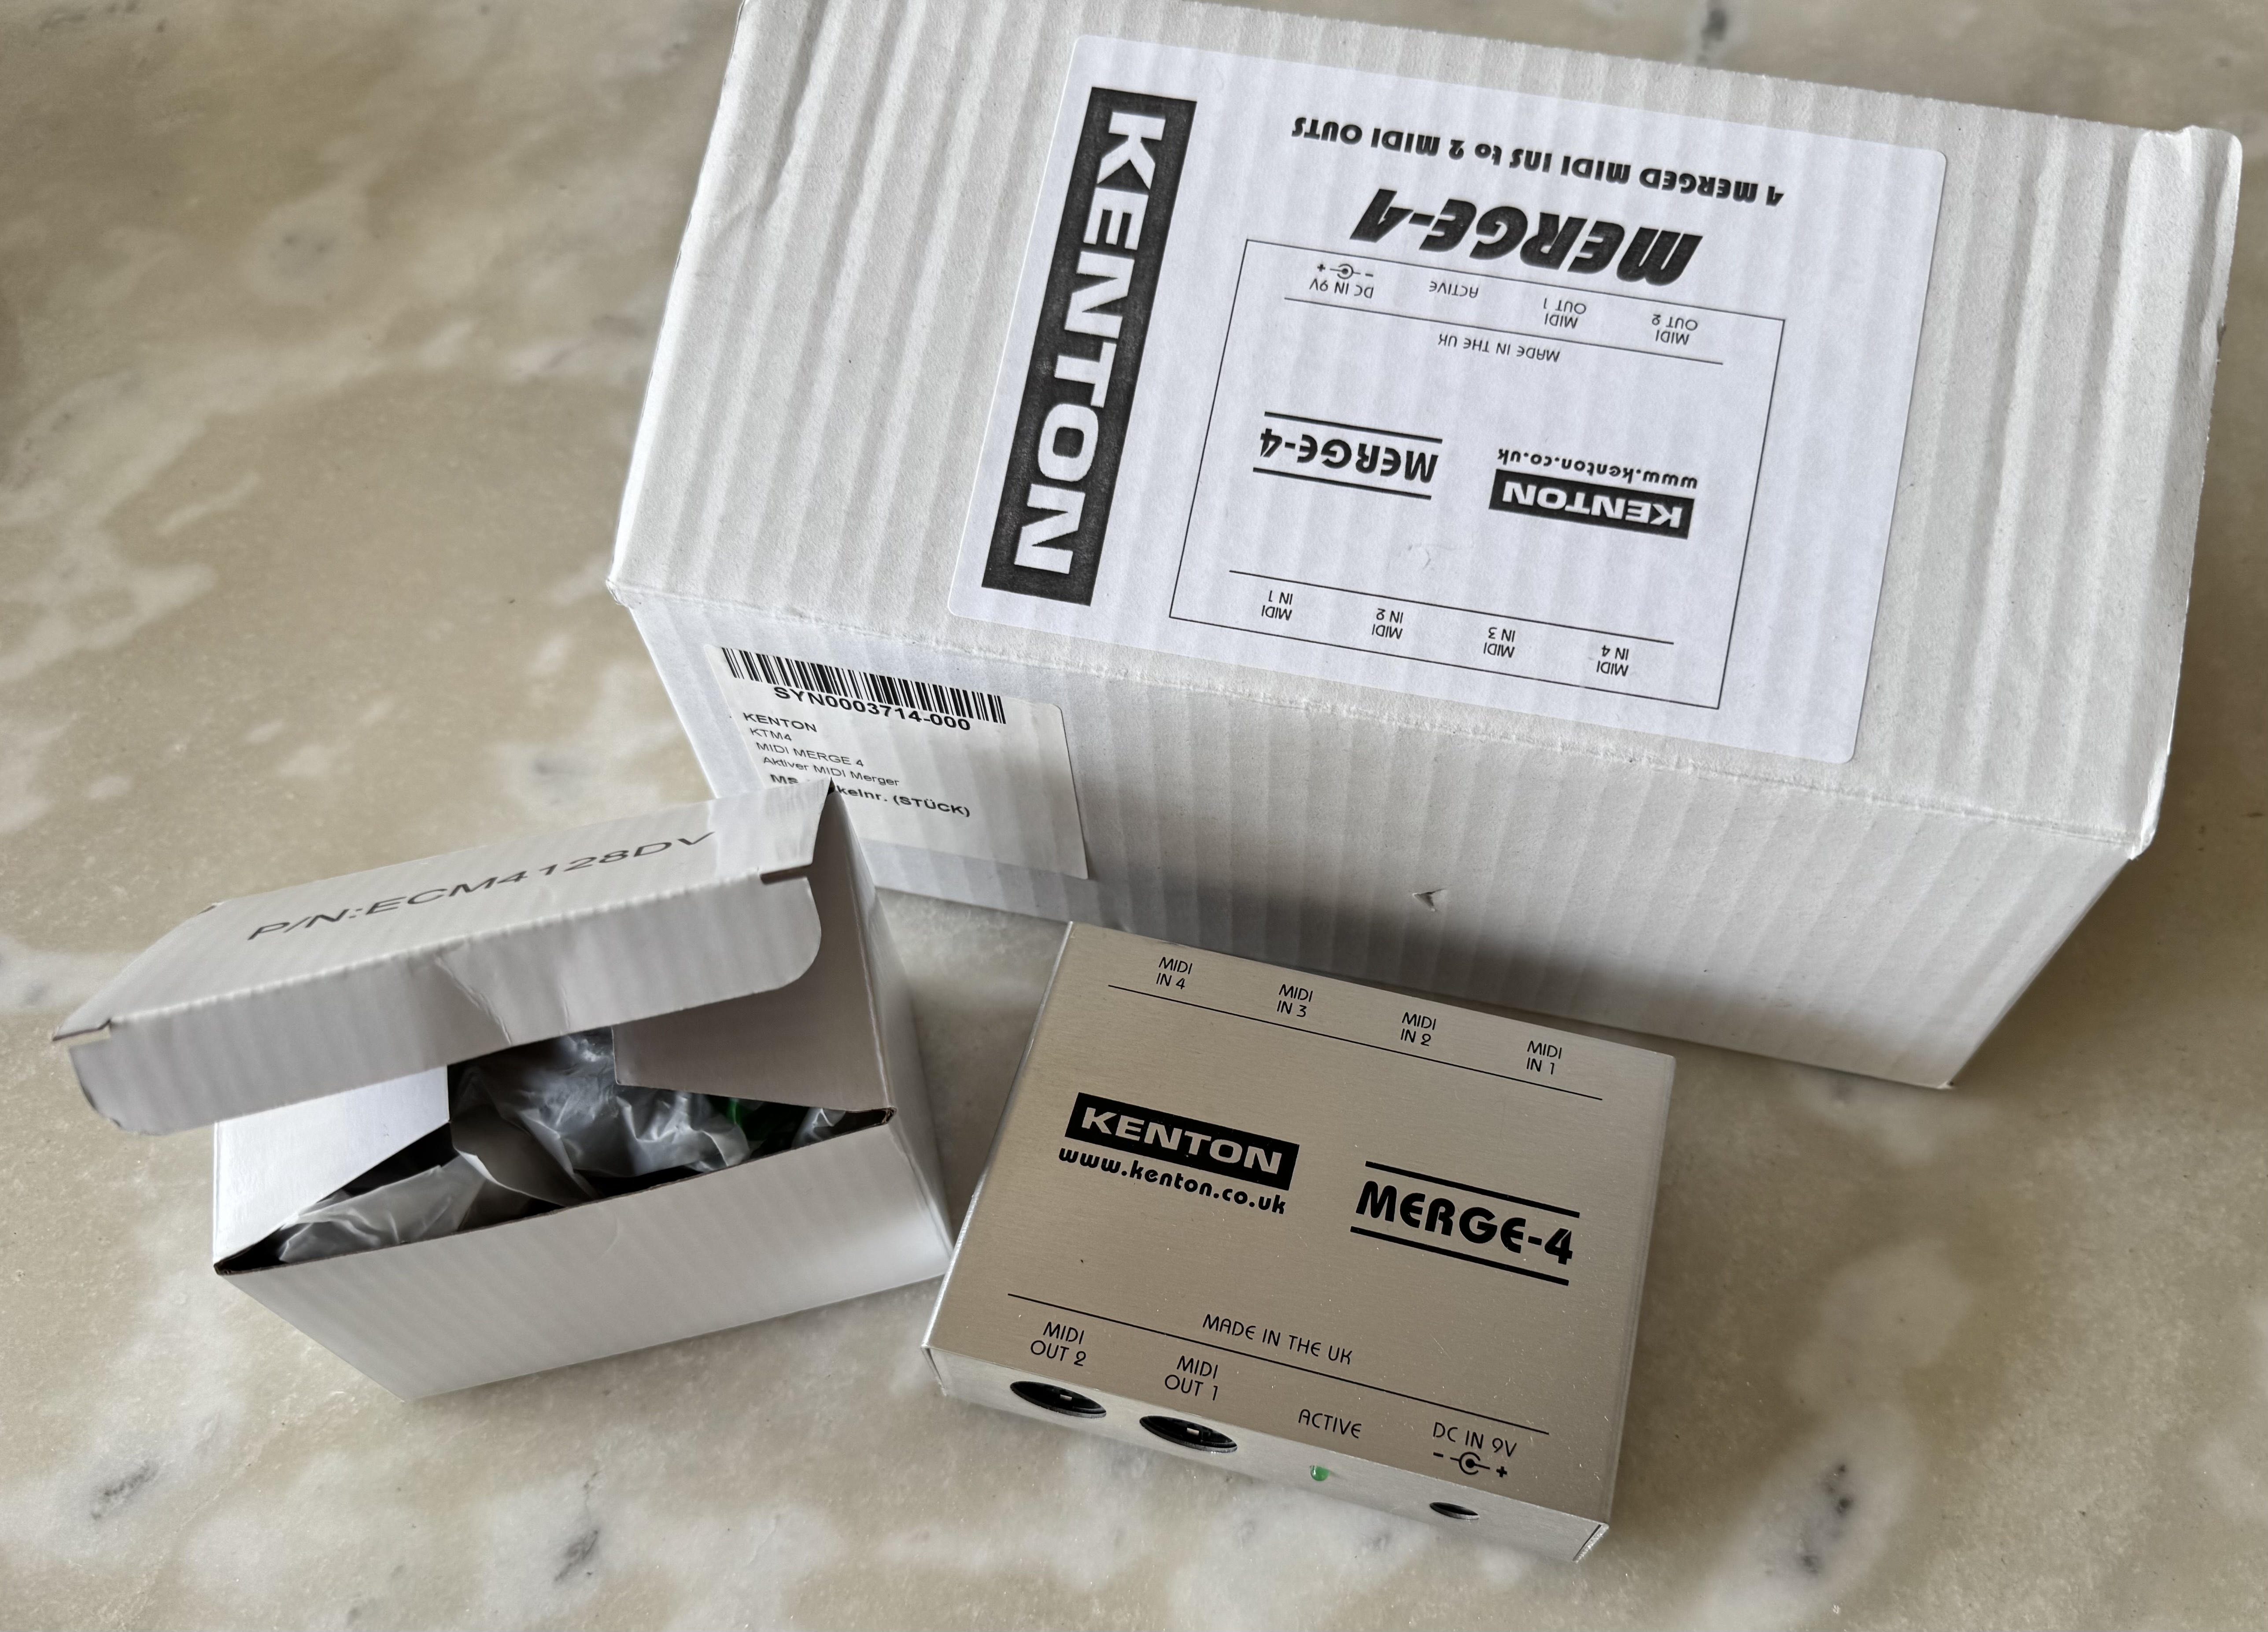 KENTON
4 MERGED MIDI INS to 2 MIDI OUTS
MERGE-4
MIDI
IN 4
MIDI
IN 3
MIDI
IN 2
MIDI
IN 1
KENTON
www.kenton.co.uk
MERGE-4
MADE IN THE UK
MIDI
OUT 2
MIDI
OUT 1
ACTIVE
DC IN 9V
- +
SYN0003714-000
KENTON
KTM4
MIDI MERGE 4
Aktiver MIDI Merger
(STÜCK)
P/N:ECM4128DV
MIDI
IN 4
MIDI
IN 3
MIDI
IN 2
MIDI
IN 1
KENTON
www.kenton.co.uk
MERGE-4
MADE IN THE UK
MIDI
OUT 2
MIDI
OUT 1
ACTIVE
DC IN 9V
- +